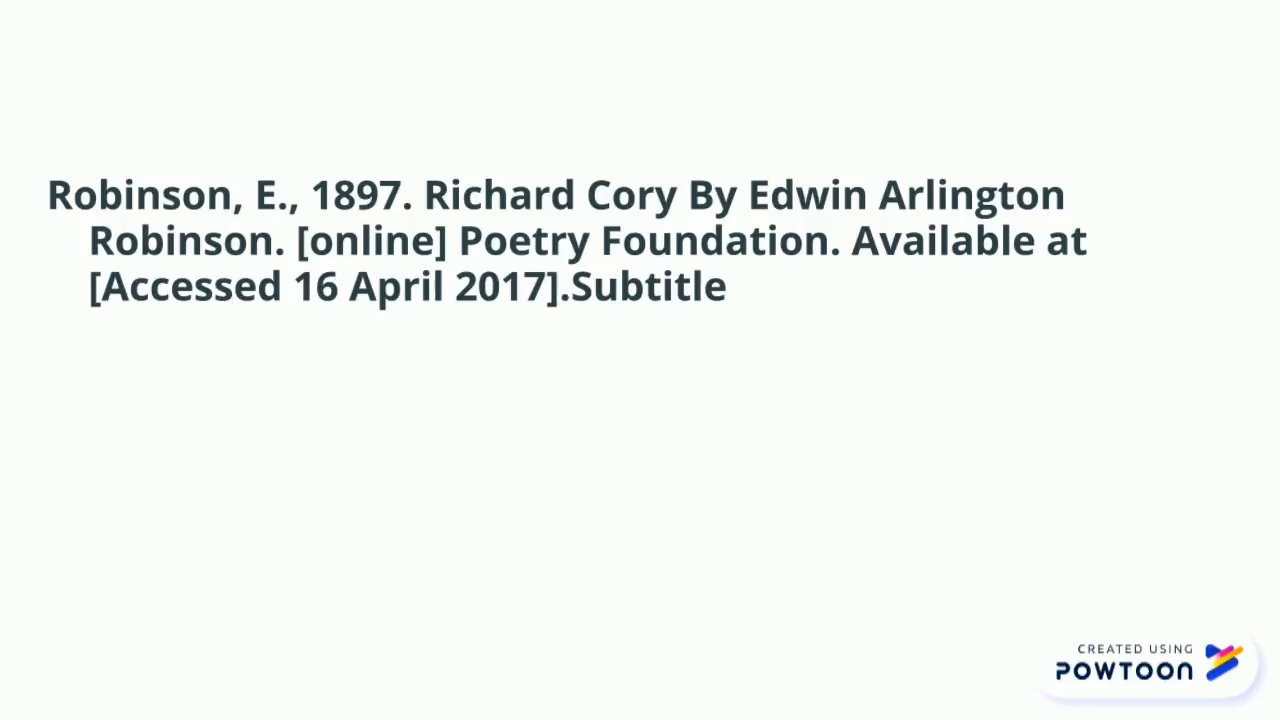 Robinson, E., 1897. Richard Cory By Edwin Arlington
Robinson. [online] Poetry Foundation. Available at
[Accessed 16 April 2017].Subtitle
CREATED USING
POWTOON